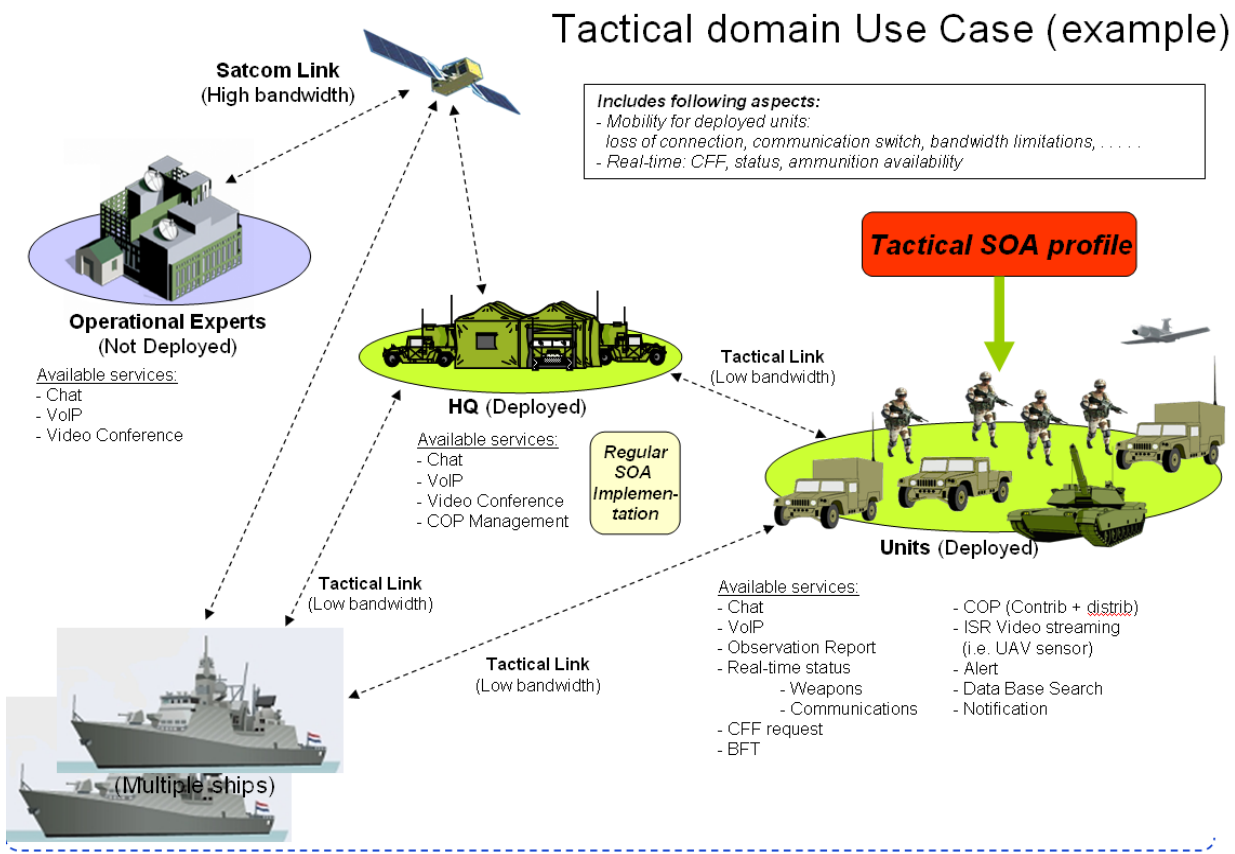 Tactical domain Use Case (example)
Satcom Link
(High bandwidth)
Includes following aspects:
- Mobility for deployed units:
loss of connection, communication switch, bandwidth limitations, . . . . .
- Real-time: CFF, status, ammunition availability
Tactical SOA profile
Operational Experts
(Not Deployed)
Available services:
- Chat
- VoIP
- Video Conference
HQ (Deployed)
Available services:
- Chat
- VoIP
- Video Conference
- COP Management
Regular
SOA
Implemen-
tation
Tactical Link
(Low bandwidth)
Units (Deployed)
Available services:
- Chat
- VoIP
- Observation Report
- Real-time status
- Weapons
- Communications
- CFF request
- BFT
- COP (Contrib + distrib)
- ISR Video streaming
(i.e. UAV sensor)
- Alert
- Data Base Search
- Notification
Tactical Link
(Low bandwidth)
Tactical Link
(Low bandwidth)
(Multiple ships)